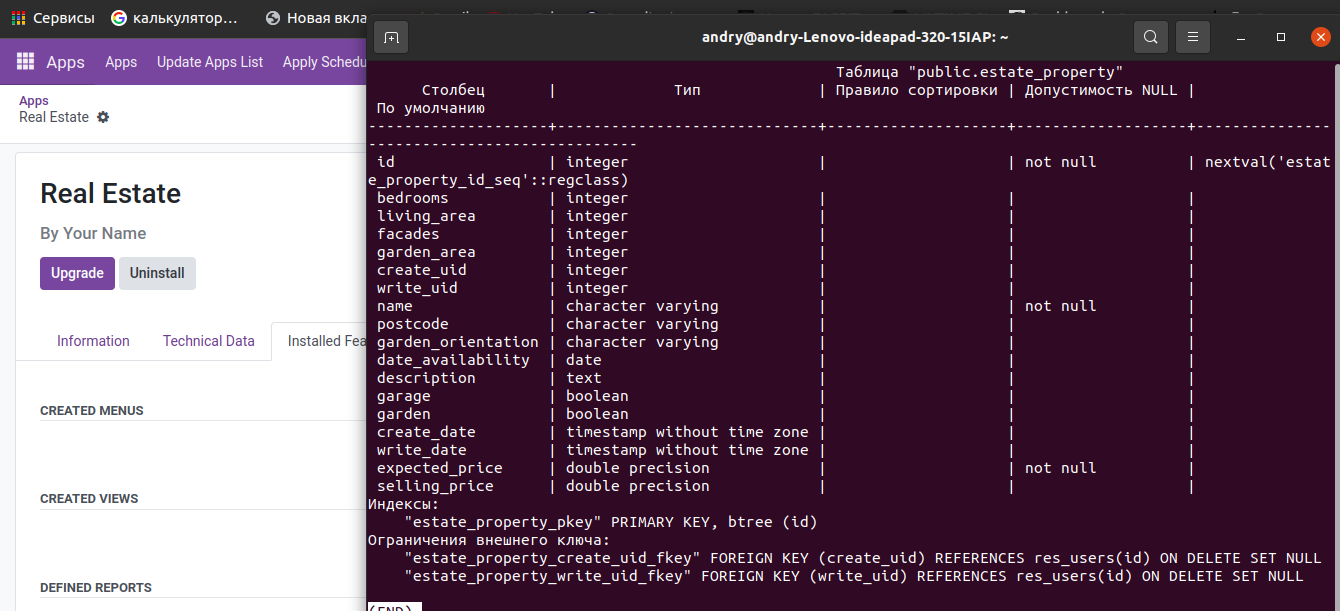 Сервисы калькулятор... Новая вкла
andry@andry-Lenovo-ideapad-320-15IAP: ~
Apps Apps Update Apps List Apply Schedu
Apps
Real Estate
Real Estate
By Your Name
Upgrade Uninstall
Information Technical Data Installed Fea
CREATED MENUS
CREATED VIEWS
DEFINED REPORTS
Таблица "public.estate_property"
Столбец | Тип | Правило сортировки | Допустимость NULL |
По умолчанию
--------------------+-----------------------------+--------------------+-------------------+---------------
------------------------------
id | integer | | not null | nextval('estat
e_property_id_seq'::regclass)
bedrooms | integer | | |
living_area | integer | | |
facades | integer | | |
garden_area | integer | | |
create_uid | integer | | |
write_uid | integer | | |
name | character varying | | not null |
postcode | character varying | | |
garden_orientation | character varying | | |
date_availability | date | | |
description | text | | |
garage | boolean | | |
garden | boolean | | |
create_date | timestamp without time zone | | |
write_date | timestamp without time zone | | |
expected_price | double precision | | not null |
selling_price | double precision | | |
Индексы:
"estate_property_pkey" PRIMARY KEY, btree (id)
Ограничения внешнего ключа:
"estate_property_create_uid_fkey" FOREIGN KEY (create_uid) REFERENCES res_users(id) ON DELETE SET NULL
"estate_property_write_uid_fkey" FOREIGN KEY (write_uid) REFERENCES res_users(id) ON DELETE SET NULL
(END)